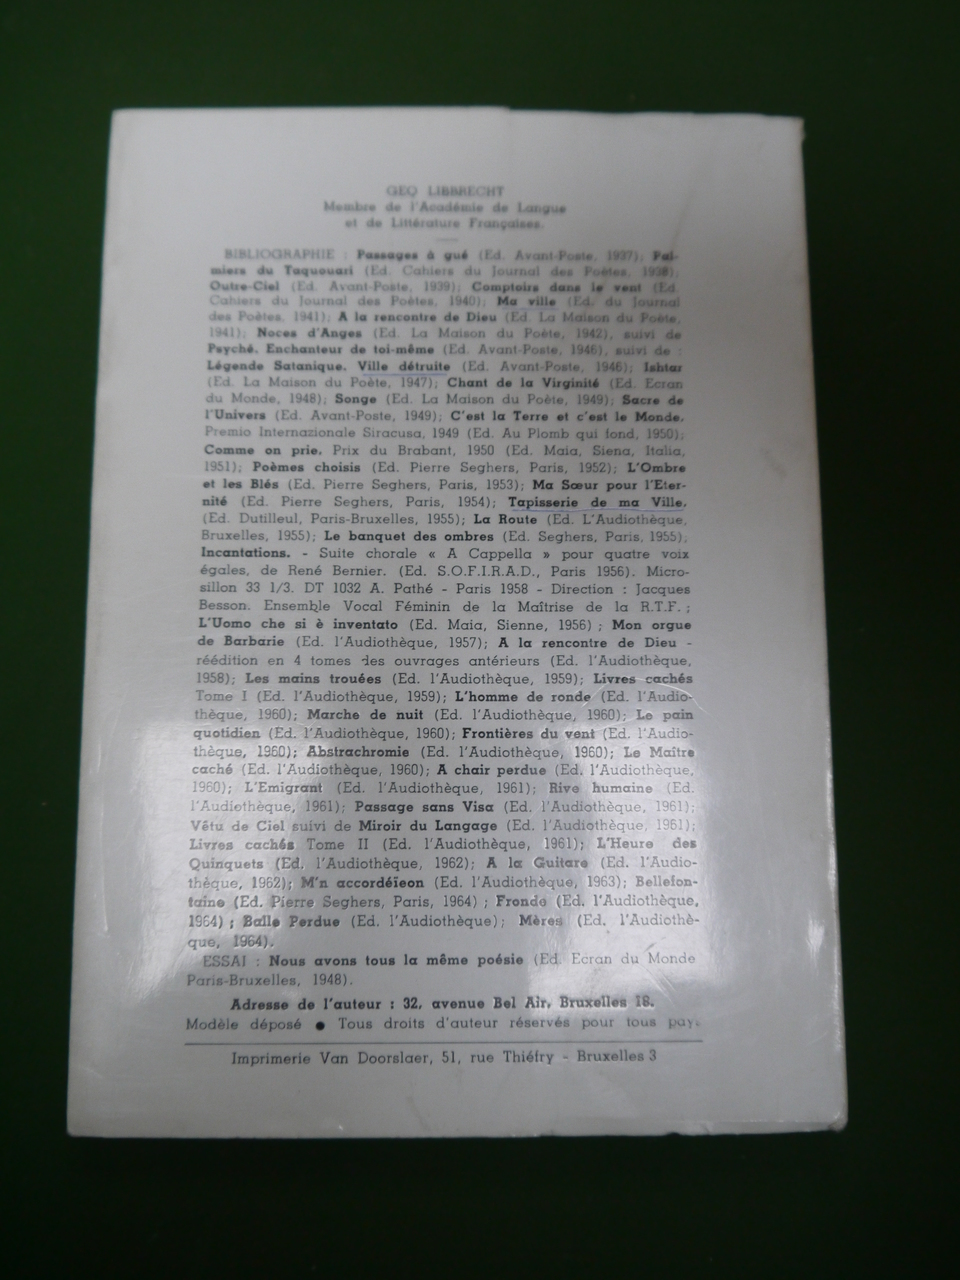 GEO LIBBRECHT
Membre de l'Académie de Langue
et de Littérature Françaises.
BIBLIOGRAPHIE : Passages à gué (Ed. Avant-Poste, 1937); Pal-
miers du Taquouari (Ed. Cahiers du Journal des Poètes, 1938);
Outre-Ciel (Ed. Avant-Poste, 1939); Comptoirs dans le vent (Ed.
Cahiers du Journal des Poètes, 1940); Ma ville (Ed. du Journal
des Poètes, 1941); A la rencontre de Dieu (Ed. La Maison du Poète,
1941); Noces d'Anges (Ed. La Maison du Poète, 1942), suivi de
Psyché. Enchanteur de toi-même (Ed. Avant-Poste, 1946), suivi de :
Légende Satanique. Ville détruite (Ed. Avant-Poste, 1946); Ishtar
(Ed. La Maison du Poète, 1947); Chant de la Virginité (Ed. Ecran
du Monde, 1948); Songe (Ed. La Maison du Poète, 1949); Sacre de
l'Univers (Ed. Avant-Poste, 1949); C'est la Terre et c'est le Monde.
Premio Internazionale Siracusa, 1949 (Ed. Au Plomb qui fond, 1950);
Comme on prie. Prix du Brabant, 1950 (Ed. Maia, Siena, Italia,
1951); Poèmes choisis (Ed. Pierre Seghers, Paris, 1952); L'Ombre
et les Blés (Ed. Pierre Seghers, Paris, 1953); Ma Sœur pour l'Eter-
nité (Ed. Pierre Seghers, Paris, 1954); Tapisserie de ma Ville.
(Ed. Dutilleul, Paris-Bruxelles, 1955); La Route (Ed. L'Audiothèque,
Bruxelles, 1955); Le banquet des ombres (Ed. Seghers, Paris, 1955).
Incantations. - Suite chorale « A Cappella » pour quatre voix
égales, de René Bernier. (Ed. S.O.F.I.R.A.D., Paris 1956). Micro-
sillon 33 1/3. DT 1032 A. Pathé - Paris 1958 - Direction : Jacques
Besson. Ensemble Vocal Féminin de la Maîtrise de la R.T.F. ;
L'Uomo che si è inventato (Ed. Maia, Sienne, 1956) ; Mon orgue
de Barbarie (Ed. l'Audiothèque, 1957); A la rencontre de Dieu -
réédition en 4 tomes des ouvrages antérieurs (Ed. l'Audiothèque,
1958); Les mains trouées (Ed. l'Audiothèque, 1959); Livres cachés
Tome I (Ed. l'Audiothèque, 1959); L'homme de ronde (Ed. l'Audio-
thèque, 1960); Marche de nuit (Ed. l'Audiothèque, 1960); Le pain
quotidien (Ed. l'Audiothèque, 1960); Frontières du vent (Ed. l'Audio-
thèque, 1960); Abstrachromie (Ed. l'Audiothèque, 1960); Le Maître
caché (Ed. l'Audiothèque, 1960); A chair perdue (Ed. l'Audiothèque,
1960); L'Emigrant (Ed. l'Audiothèque, 1961); Rive humaine (Ed.
l'Audiothèque, 1961); Passage sans Visa (Ed. l'Audiothèque, 1961);
Vêtu de Ciel suivi de Miroir du Langage (Ed. l'Audiothèque, 1961);
Livres cachés Tome II (Ed. l'Audiothèque, 1961); L'Heure des
Quinquets (Ed. l'Audiothèque, 1962); A la Guitare (Ed. l'Audio-
thèque, 1962); M'n accordéïeon (Ed. l'Audiothèque, 1963); Bellefon-
taine (Ed. Pierre Seghers, Paris, 1964) ; Fronde (Ed. l'Audiothèque,
1964) ; Balle Perdue (Ed. l'Audiothèque); Mères (Ed. l'Audiothè-
que, 1964).
ESSAI : Nous avons tous la même poésie (Ed. Ecran du Monde
Paris-Bruxelles, 1948).
Adresse de l'auteur : 32, avenue Bel Air, Bruxelles 18.
Modèle déposé ● Tous droits d'auteur réservés pour tous pays.
Imprimerie Van Doorslaer, 51, rue Thiéfry - Bruxelles 3